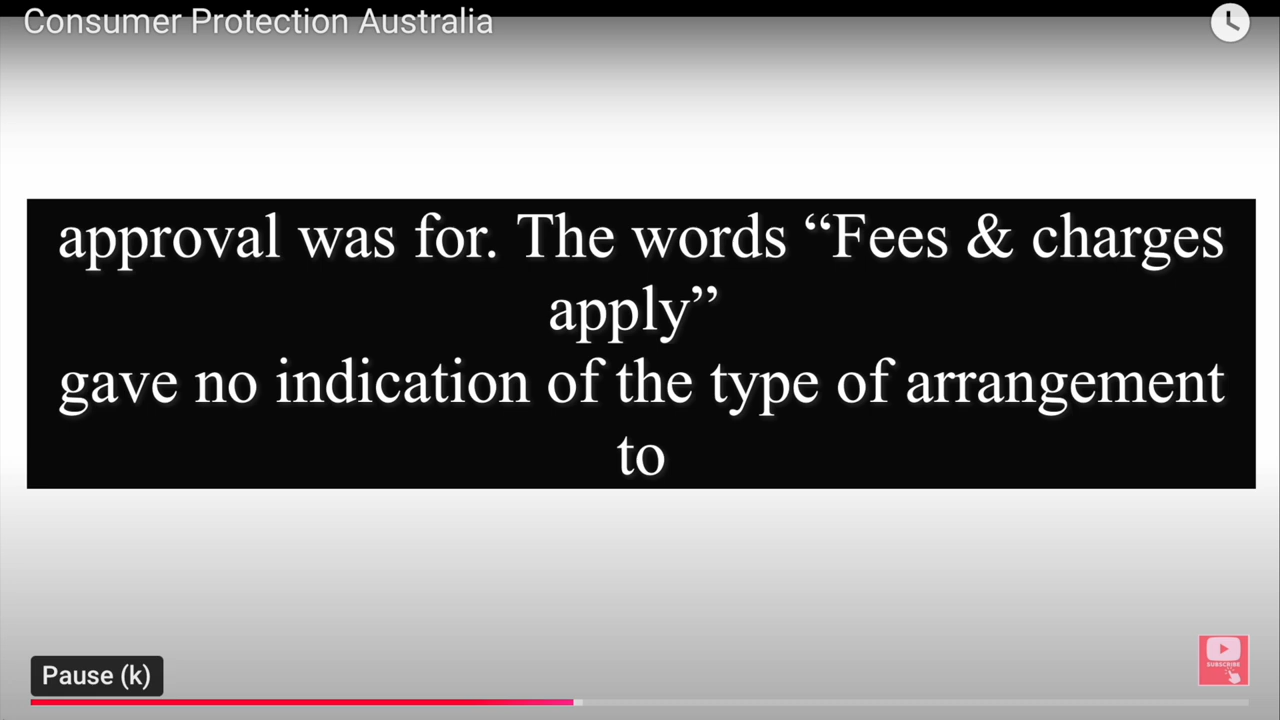 Consumer Protection Australia
approval was for. The words “Fees & charges
apply”
gave no indication of the type of arrangement
to
SUBSCRIBE
Pause (k)